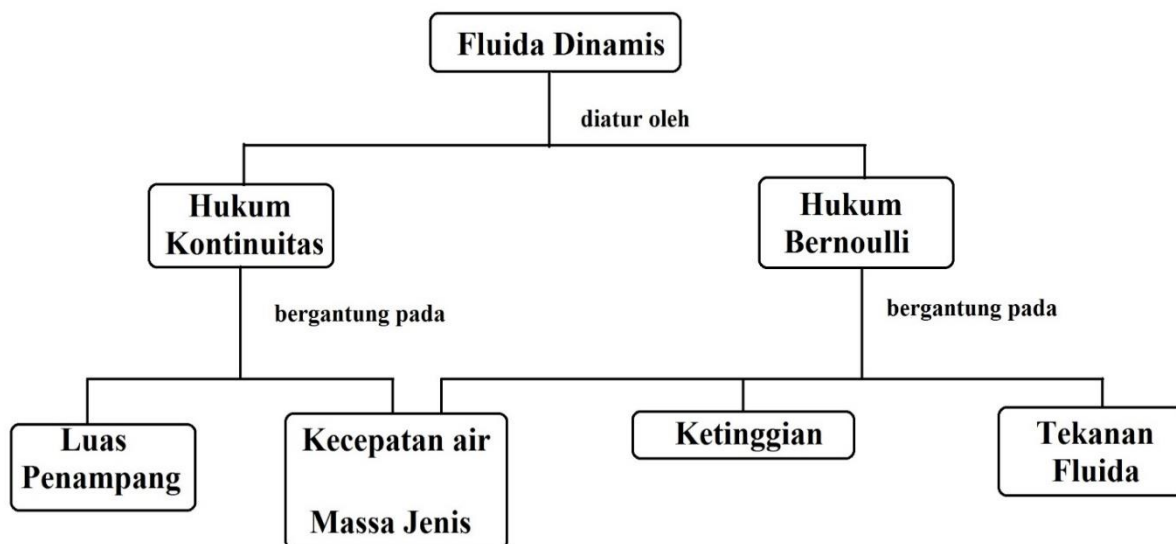 Fluida Dinamis
diatur oleh
Hukum
Kontinuitas
Hukum
Bernoulli
bergantung pada
bergantung pada
Luas
Penampang
Kecepatan air
Massa Jenis
Ketinggian
Tekanan
Fluida